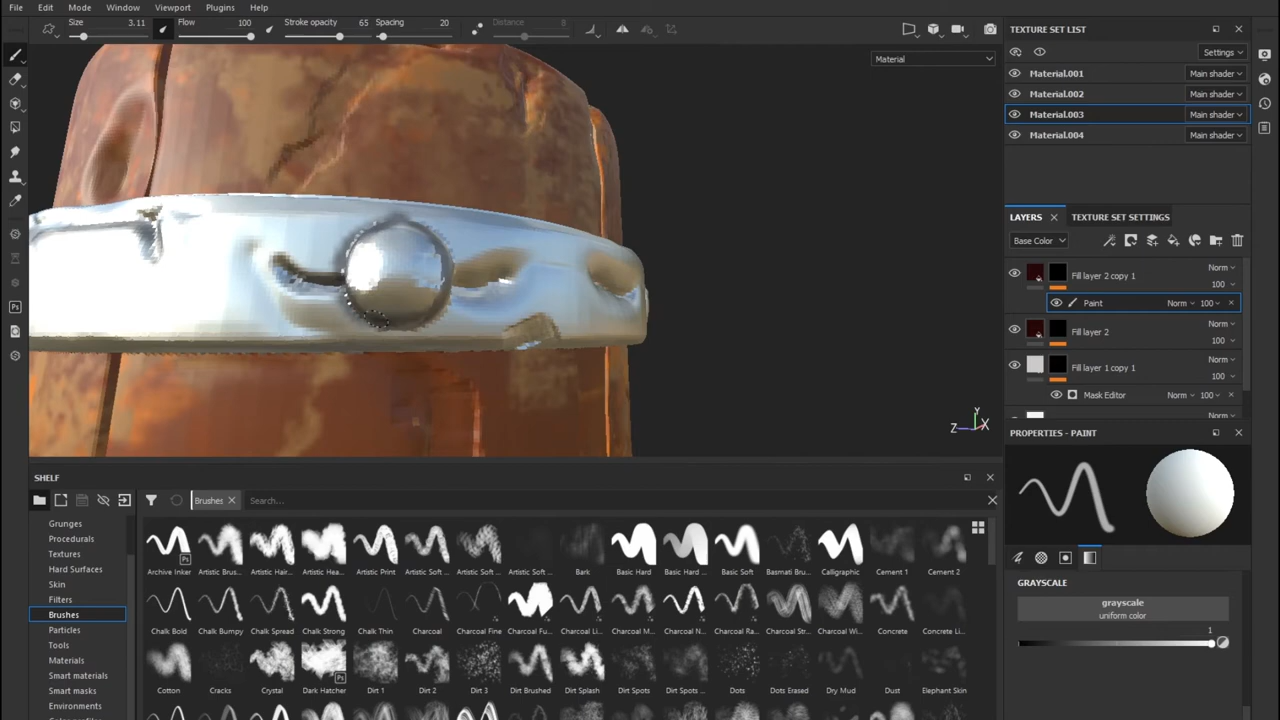 File Edit Mode Window Viewport Plugins Help
Size 3.11 Flow 100 Stroke opacity 65 Spacing 20 Distance 8
Material
TEXTURE SET LIST
Settings
Material.001 Main shader
Material.002 Main shader
Material.003 Main shader
Material.004 Main shader
LAYERS TEXTURE SET SETTINGS
Base Color
Norm
Fill layer 2 copy 1
100
Paint Norm 100
Norm
Fill layer 2
100
Norm
Fill layer 1 copy 1
100
Mask Editor Norm 100
Norm
Y
Z X
PROPERTIES - PAINT
GRAYSCALE
grayscale
uniform color
1
SHELF
Brushes Search...
Grunges
Procedurals
Textures
Hard Surfaces
Skin
Filters
Brushes
Particles
Tools
Materials
Smart materials
Smart masks
Environments
Ps
Archive Inker Artistic Brus... Artistic Hair... Artistic Hea... Artistic Print Artistic Soft ... Artistic Soft ... Artistic Soft ... Bark Basic Hard Basic Hard ... Basic Soft Basmati Bru... Calligraphic Cement 1 Cement 2
Chalk Bold Chalk Bumpy Chalk Spread Chalk Strong Chalk Thin Charcoal Charcoal Fine Charcoal Fu... Charcoal Li... Charcoal M... Charcoal N... Charcoal Ra... Charcoal Str... Charcoal Wi... Concrete Concrete Li...
Cotton Cracks Crystal Dark Hatcher Dirt 1 Dirt 2 Dirt 3 Dirt Brushed Dirt Splash Dirt Spots Dirt Spots ... Dots Dots Erased Dry Mud Dust Elephant Skin